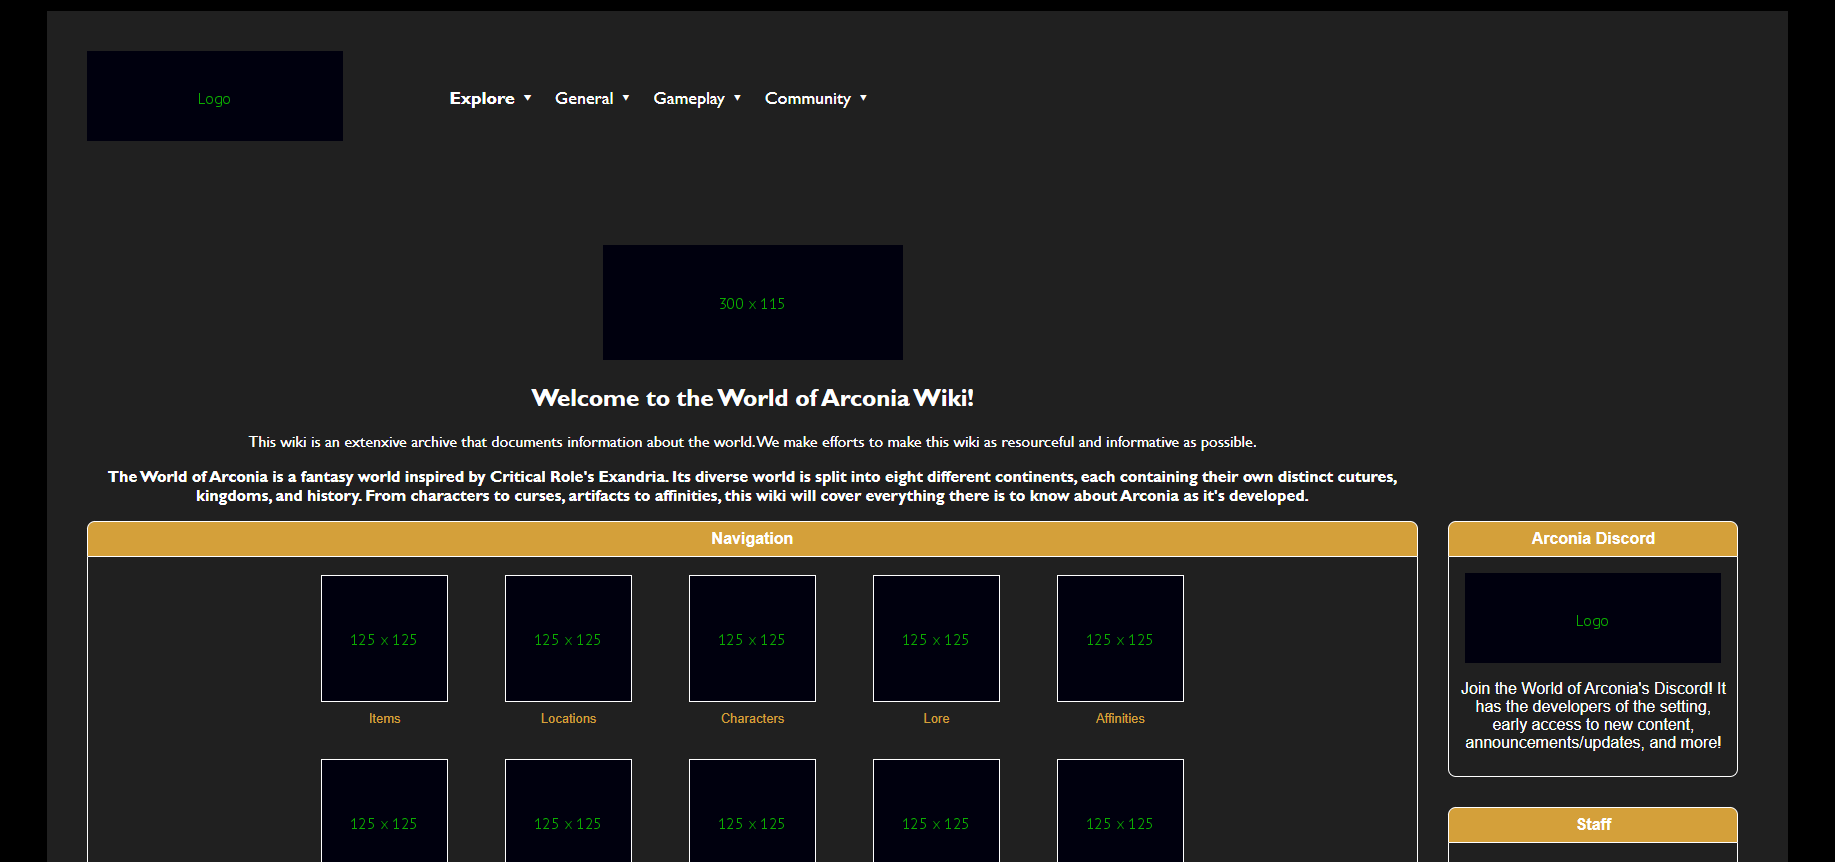 Logo
Explore ▼ General ▼ Gameplay ▼ Community ▼
300 x 115
Welcome to the World of Arconia Wiki!
This wiki is an extenxive archive that documents information about the world. We make efforts to make this wiki as resourceful and informative as possible.
The World of Arconia is a fantasy world inspired by Critical Role's Exandria. Its diverse world is split into eight different continents, each containing their own distinct cutures,
kingdoms, and history. From characters to curses, artifacts to affinities, this wiki will cover everything there is to know about Arconia as it's developed.
Navigation
125 x 125 125 x 125 125 x 125 125 x 125 125 x 125
Items Locations Characters Lore Affinities
125 x 125 125 x 125 125 x 125 125 x 125 125 x 125
Arconia Discord
Logo
Join the World of Arconia's Discord! It
has the developers of the setting,
early access to new content,
announcements/updates, and more!
Staff